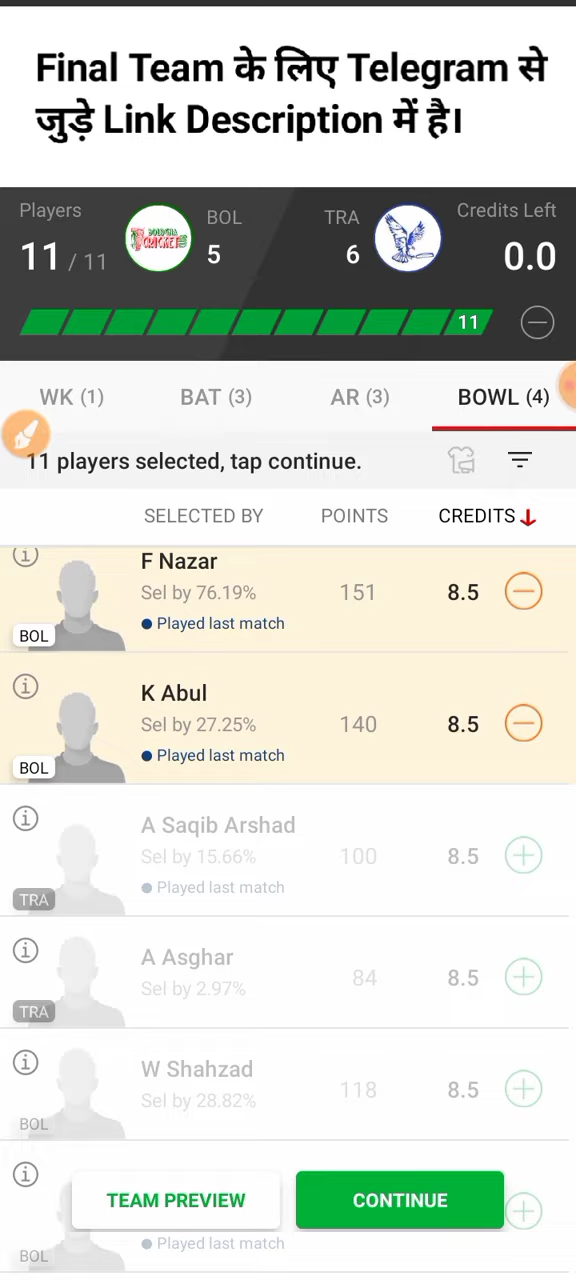 Final Team के लिए Telegram से
जुड़े Link Description में है।
Players BOL TRA Credits Left
11 / 11 5 6 0.0
11
WK (1) BAT (3) AR (3) BOWL (4)
11 players selected, tap continue.
SELECTED BY POINTS CREDITS
F Nazar
Sel by 76.19% 151 8.5
Played last match
BOL
K Abul
Sel by 27.25% 140 8.5
Played last match
BOL
A Saqib Arshad
Sel by 15.66% 100 8.5
Played last match
TRA
A Asghar
Sel by 2.97% 84 8.5
TRA
W Shahzad
Sel by 28.82% 118 8.5
BOL
TEAM PREVIEW CONTINUE
Played last match
BOL